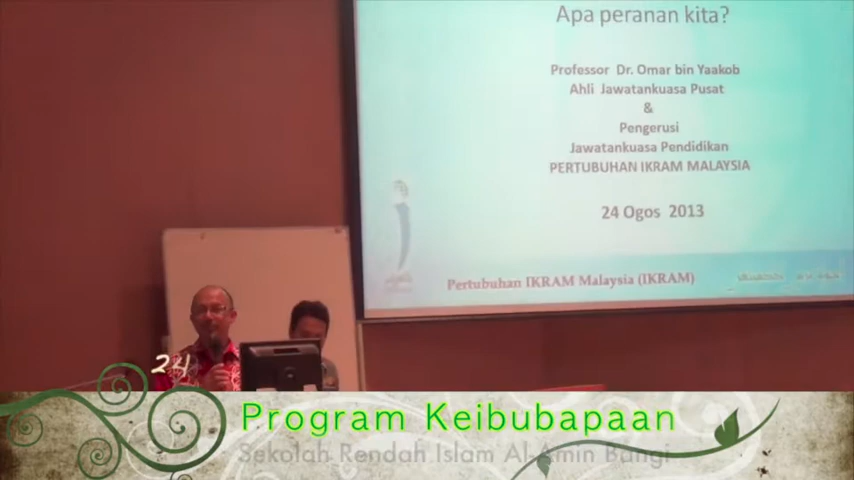 Apa peranan kita?
Professor Dr. Omar bin Yaakob
Ahli Jawatankuasa Pusat
&
Pengerusi
Jawatankuasa Pendidikan
PERTUBUHAN IKRAM MALAYSIA
24 Ogos 2013
Pertubuhan IKRAM Malaysia (IKRAM)
24
Program Keibubapaan
Sekolah Rendah Islam Al-Amin Bangi